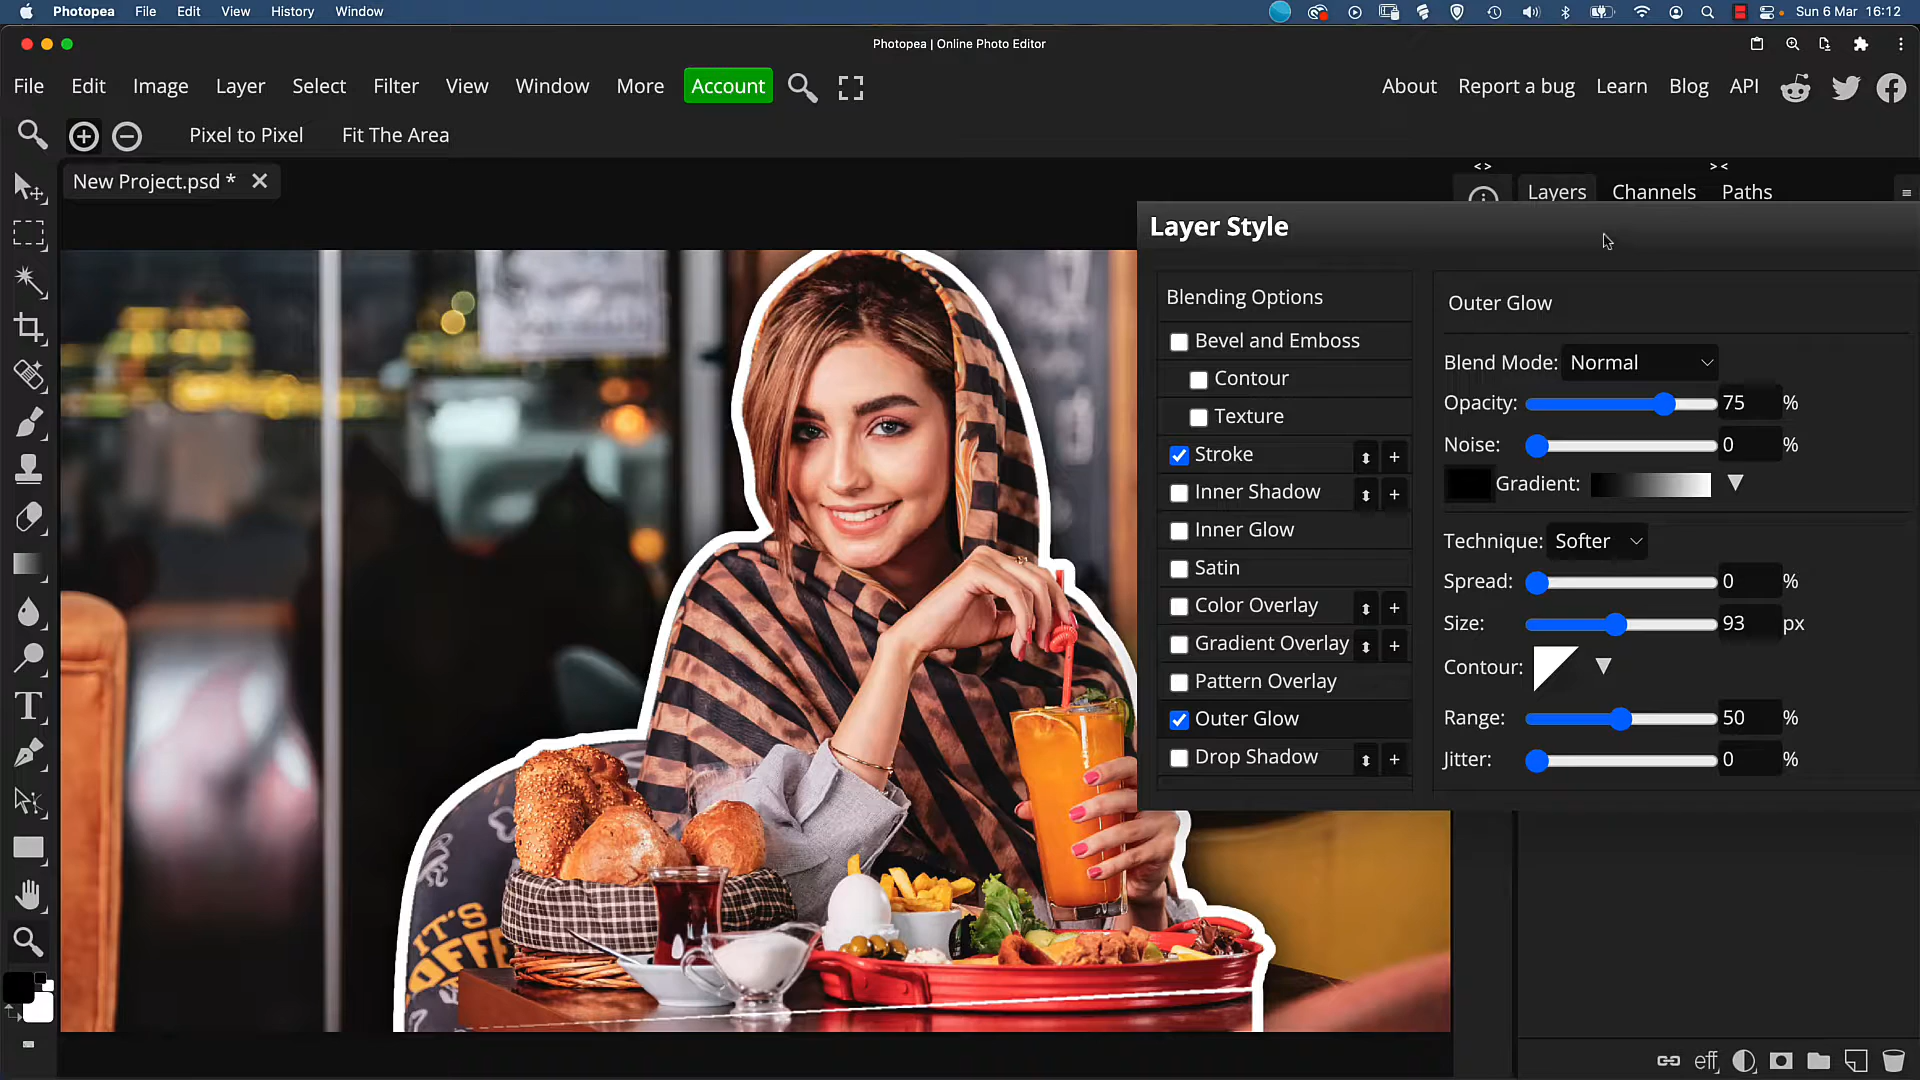 Photopea File Edit View History Window Sun 6 Mar 16:12
Photopea | Online Photo Editor
File Edit Image Layer Select Filter View Window More Account About Report a bug Learn Blog API
Pixel to Pixel Fit The Area
New Project.psd *
< > > <
Layers Channels Paths
Layer Style
Blending Options
Bevel and Emboss
Contour
Texture
Stroke +
Inner Shadow +
Inner Glow
Satin
Color Overlay +
Gradient Overlay +
Pattern Overlay
Outer Glow
Drop Shadow +
Outer Glow
Blend Mode: Normal
Opacity: 75 %
Noise: 0 %
Gradient:
Technique: Softer
Spread: 0 %
Size: 93 px
Contour:
Range: 50 %
Jitter: 0 %
IT'S
eff